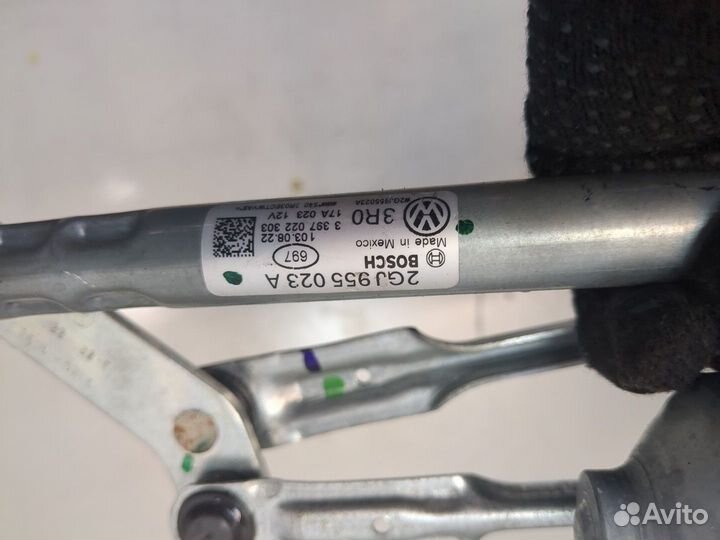 2GJ 955 023 A
BOSCH
Made in Mexico
697
3R0
103.08.22
3 397 022 303
17A 023 12V
W2GJ955023A
Avito